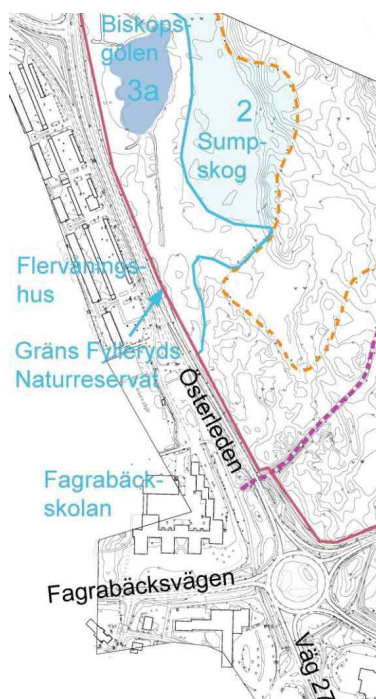 Biskops-
gölen
3a
2
Sump-
skog
Flervånings-
hus
Gräns Fylleryds
Naturreservat
Österleden
Fagrabäck-
skolan
Fagrabäcksvägen
Väg 27